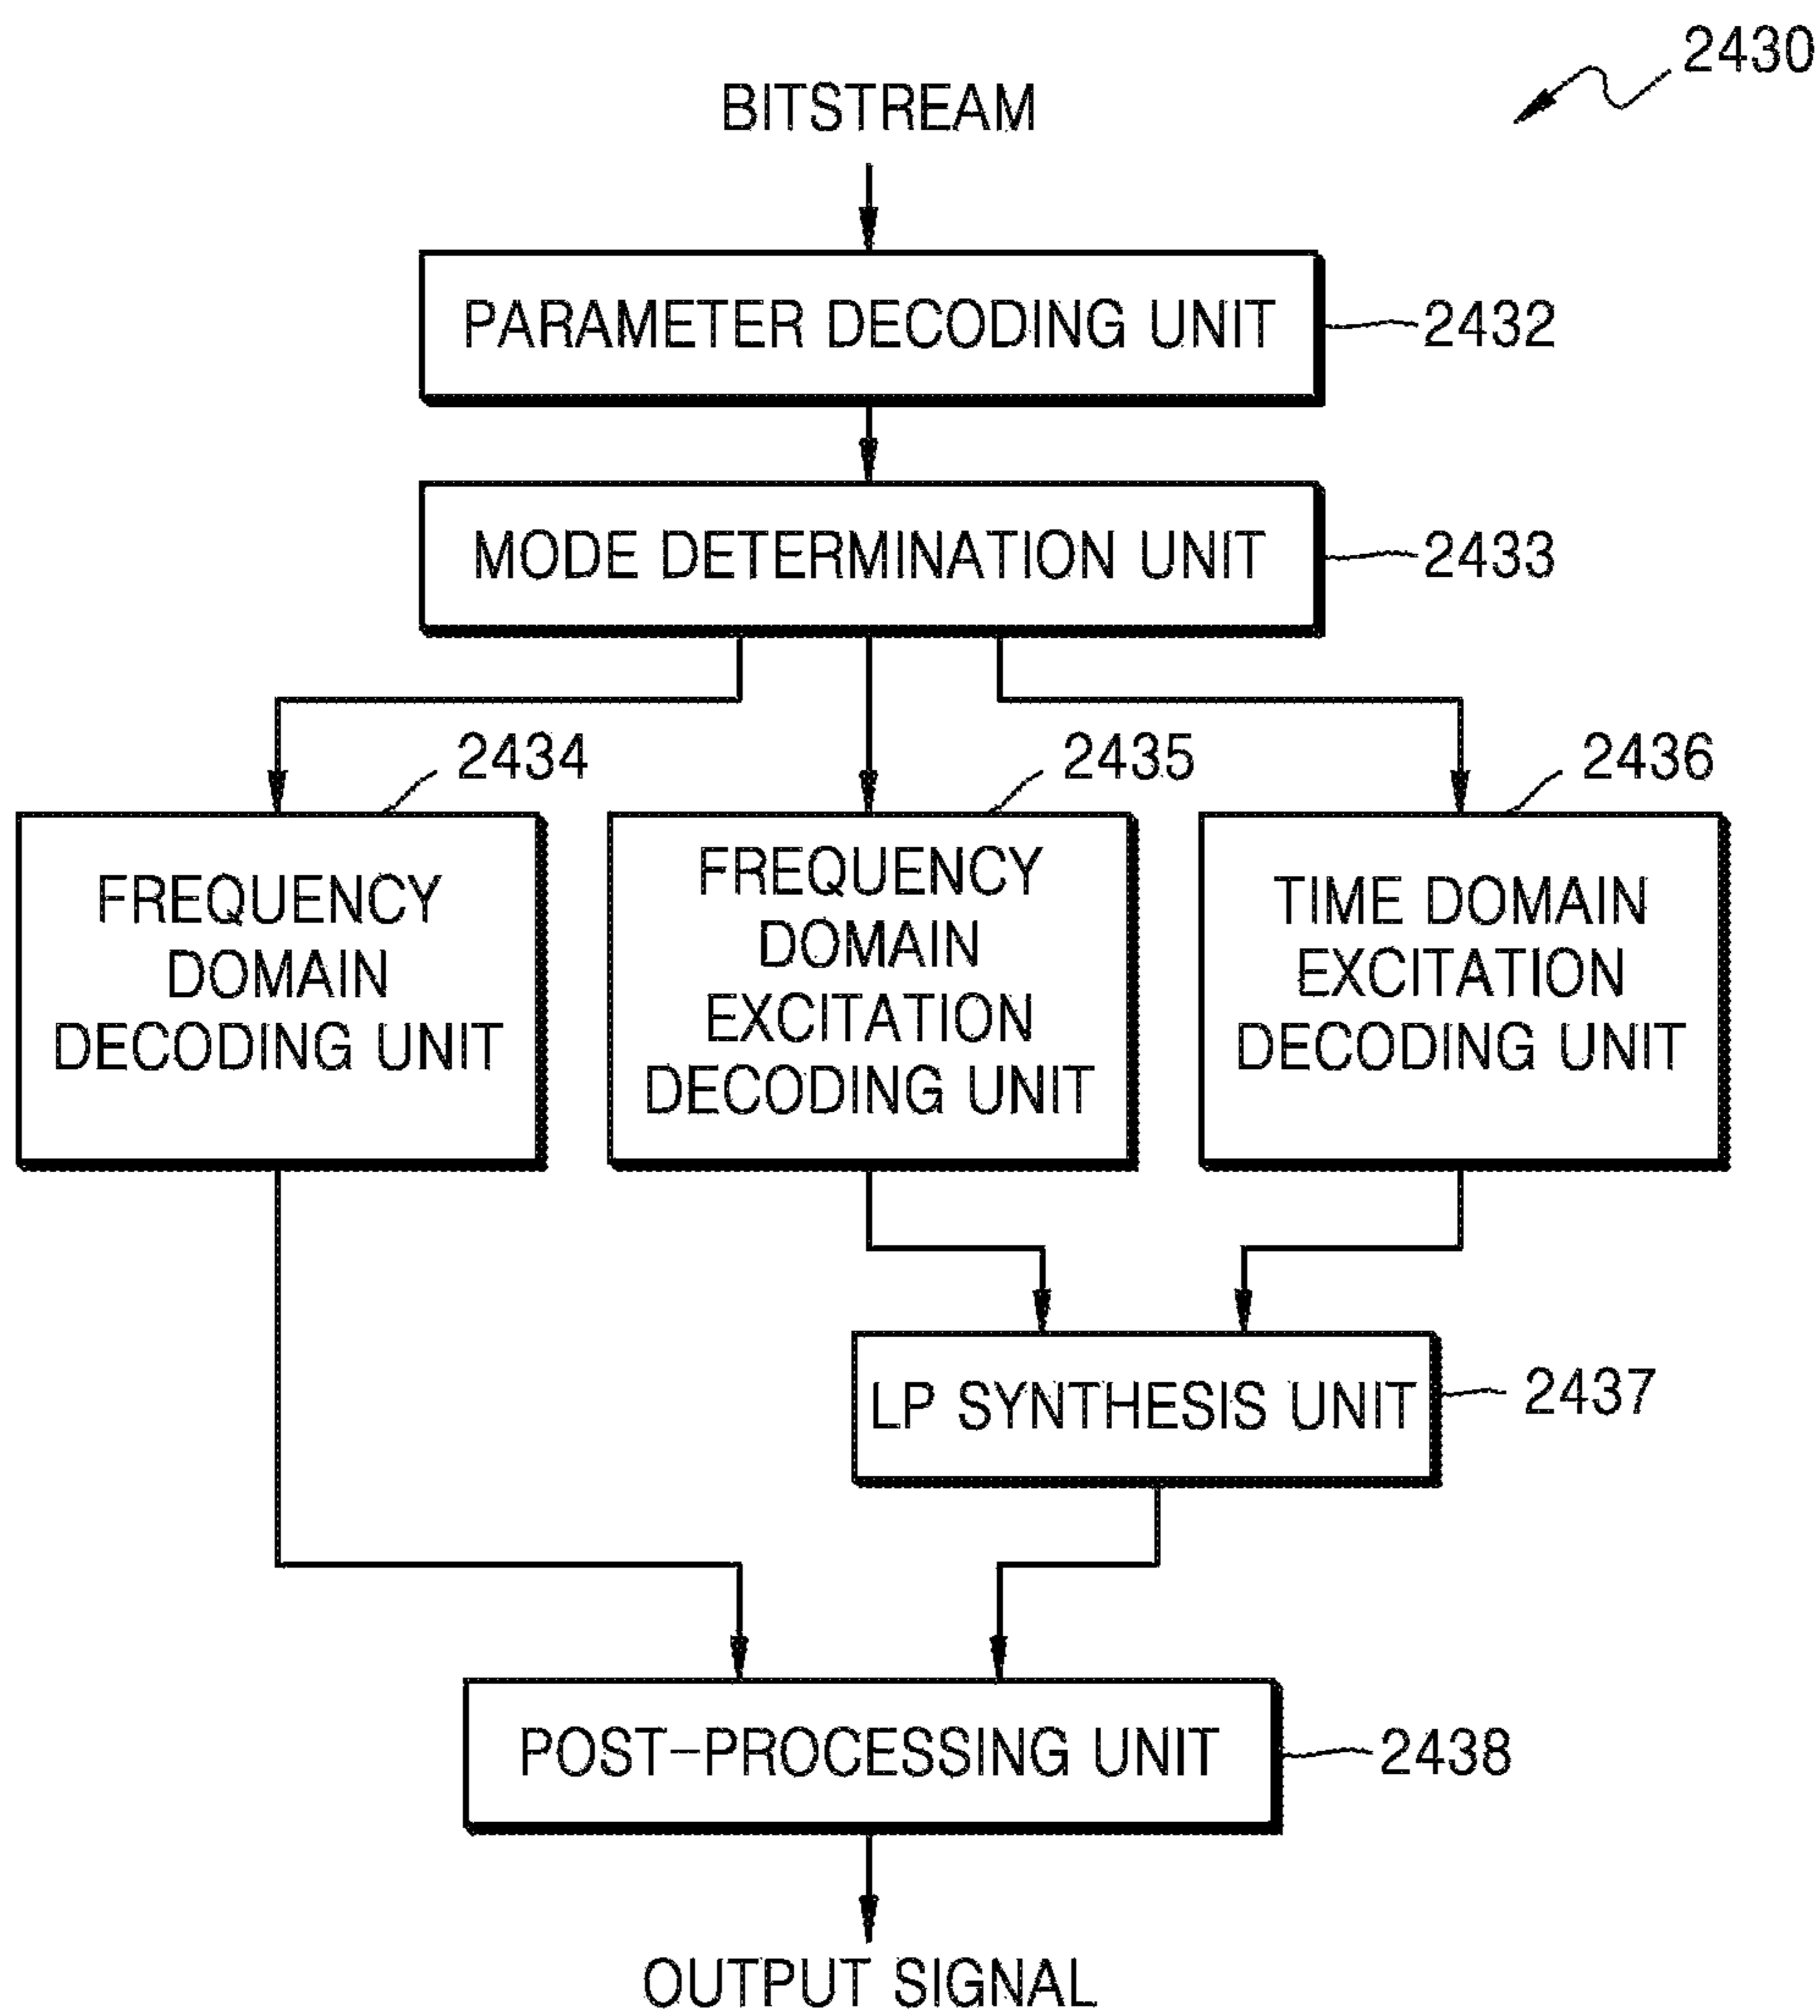 2430
BITSTREAM
PARAMETER DECODING UNIT
2432
MODE DETERMINATION UNIT
2433
2434
2435
2436
FREQUENCY
DOMAIN
DECODING UNIT
FREQUENCY
DOMAIN
EXCITATION
DECODING UNIT
TIME DOMAIN
EXCITATION
DECODING UNIT
LP SYNTHESIS UNIT
2437
POST-PROCESSING UNIT
2438
OUTPUT SIGNAL